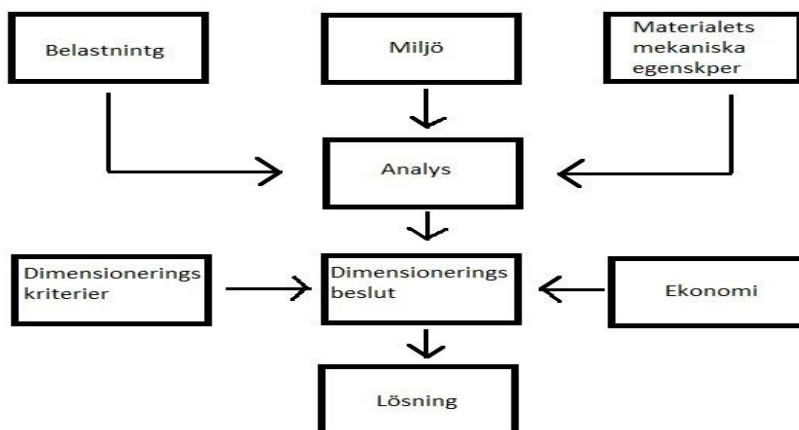 Belastnintg
Miljö
Materialets
mekaniska
egenskper
Analys
Dimensionerings
kriterier
Dimensionerings
beslut
Ekonomi
Lösning